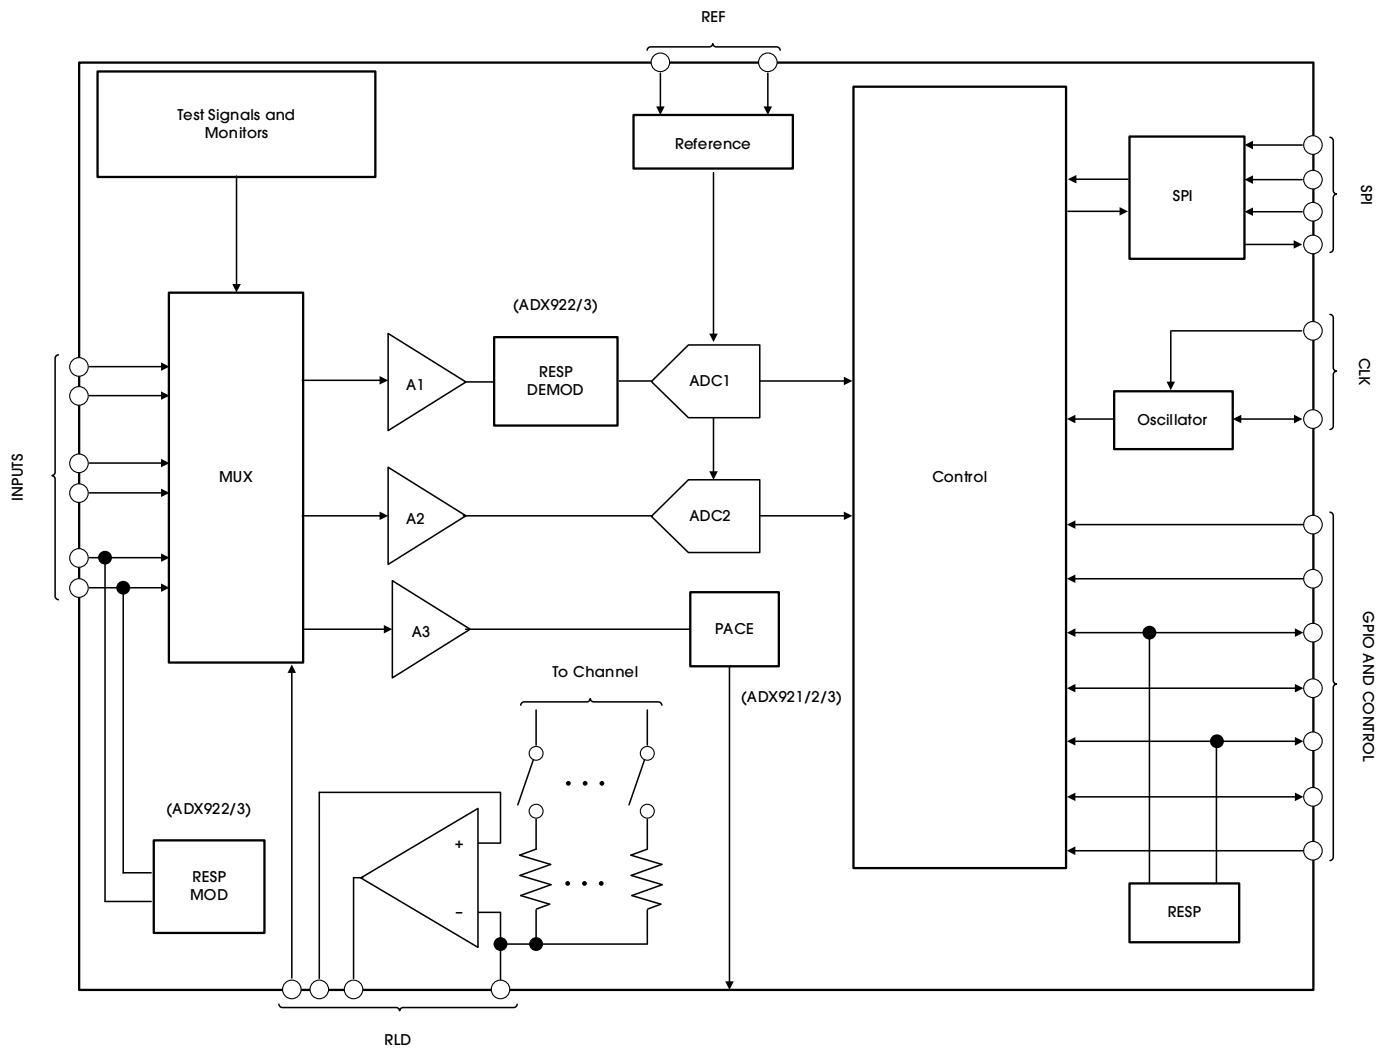 REF
Test Signals and
Monitors
Reference
SPI
SPI
(ADX922/3)
A1
RESP
DEMOD
ADC1
CLK
Oscillator
INPUTS
MUX
Control
A2
ADC2
A3
PACE
To Channel
(ADX921/2/3)
GPIO AND CONTROL
(ADX922/3)
+
RESP
MOD
−
RESP
RLD